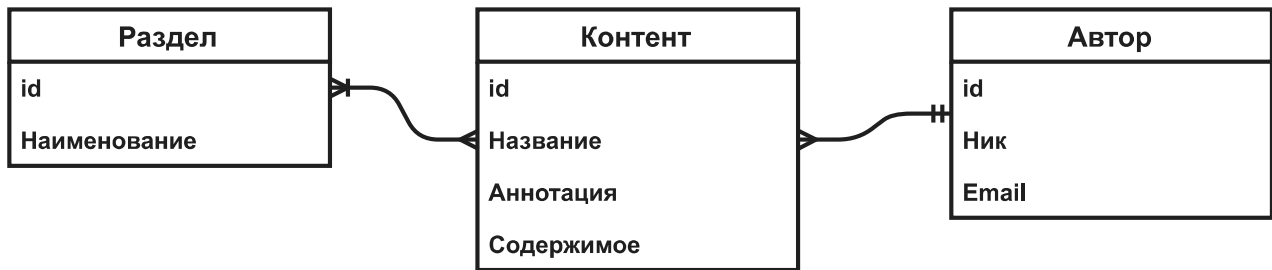 Раздел
id
Наименование
Контент
id
Название
Аннотация
Содержимое
Автор
id
Ник
Email